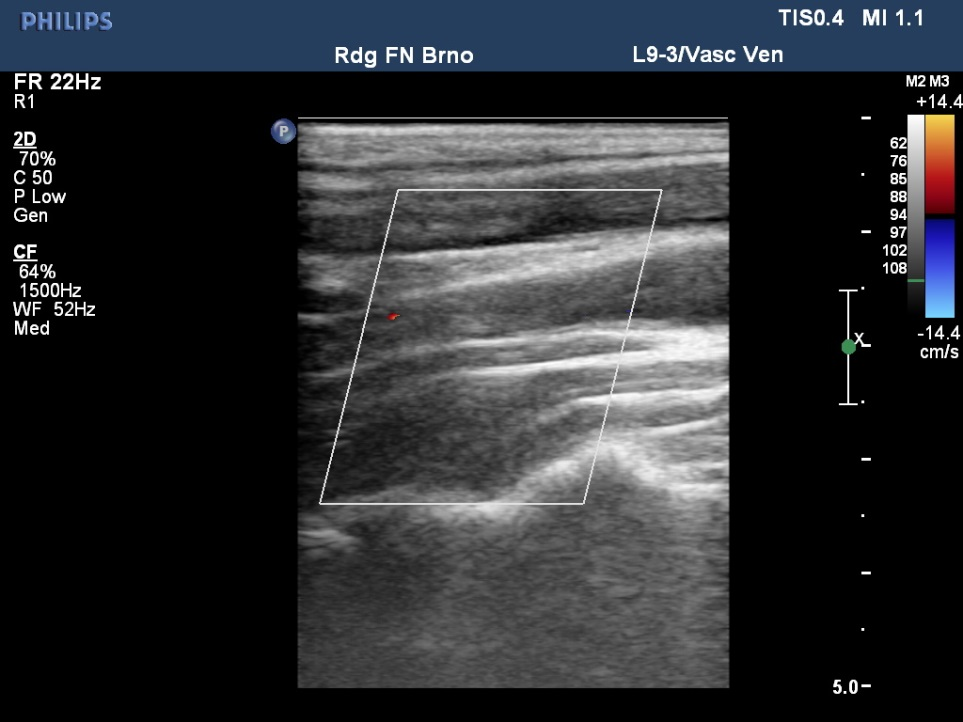 PHILIPS
TIS0.4 MI 1.1
Rdg FN Brno
L9-3/Vasc Ven
FR 22Hz
R1
2D
70%
C 50
P Low
Gen
CF
64%
1500Hz
WF 52Hz
Med
P
M2 M3
+14.4
62
76
85
88
94
97
102
108
-14.4
cm/s
X
5.0